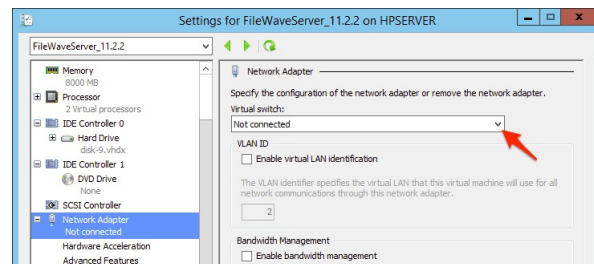 Settings for FileWaveServer_11.2.2 on HPSERVER
FileWaveServer_11.2.2
Memory
8000 MB
Processor
2 Virtual processors
IDE Controller 0
Hard Drive
disk-9.vhdx
IDE Controller 1
DVD Drive
None
SCSI Controller
Network Adapter
Not connected
Hardware Acceleration
Advanced Features
Network Adapter
Specify the configuration of the network adapter or remove the network adapter.
Virtual switch:
Not connected
VLAN ID
Enable virtual LAN identification
The VLAN identifier specifies the virtual LAN that this virtual machine will use for all
network communications through this network adapter.
2
Bandwidth Management
Enable bandwidth management